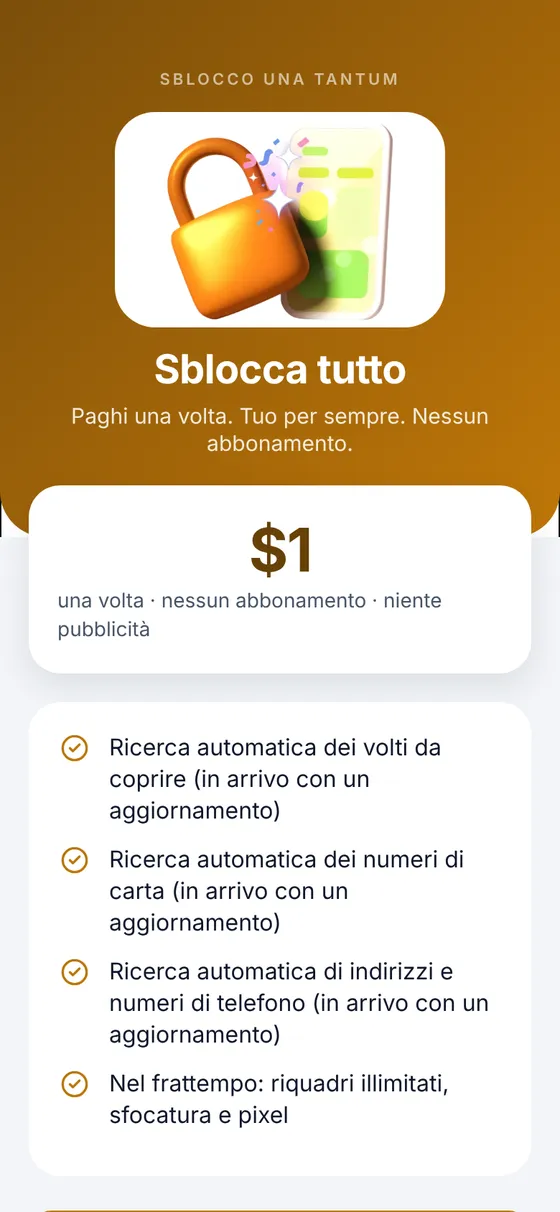 SBLOCCO UNA TANTUM
Sblocca tutto
Paghi una volta. Tuo per sempre. Nessun
abbonamento.
$1
una volta · nessun abbonamento · niente
pubblicità
Ricerca automatica dei volti da
coprire (in arrivo con un
aggiornamento)
Ricerca automatica dei numeri di
carta (in arrivo con un
aggiornamento)
Ricerca automatica di indirizzi e
numeri di telefono (in arrivo con un
aggiornamento)
Nel frattempo: riquadri illimitati,
sfocatura e pixel